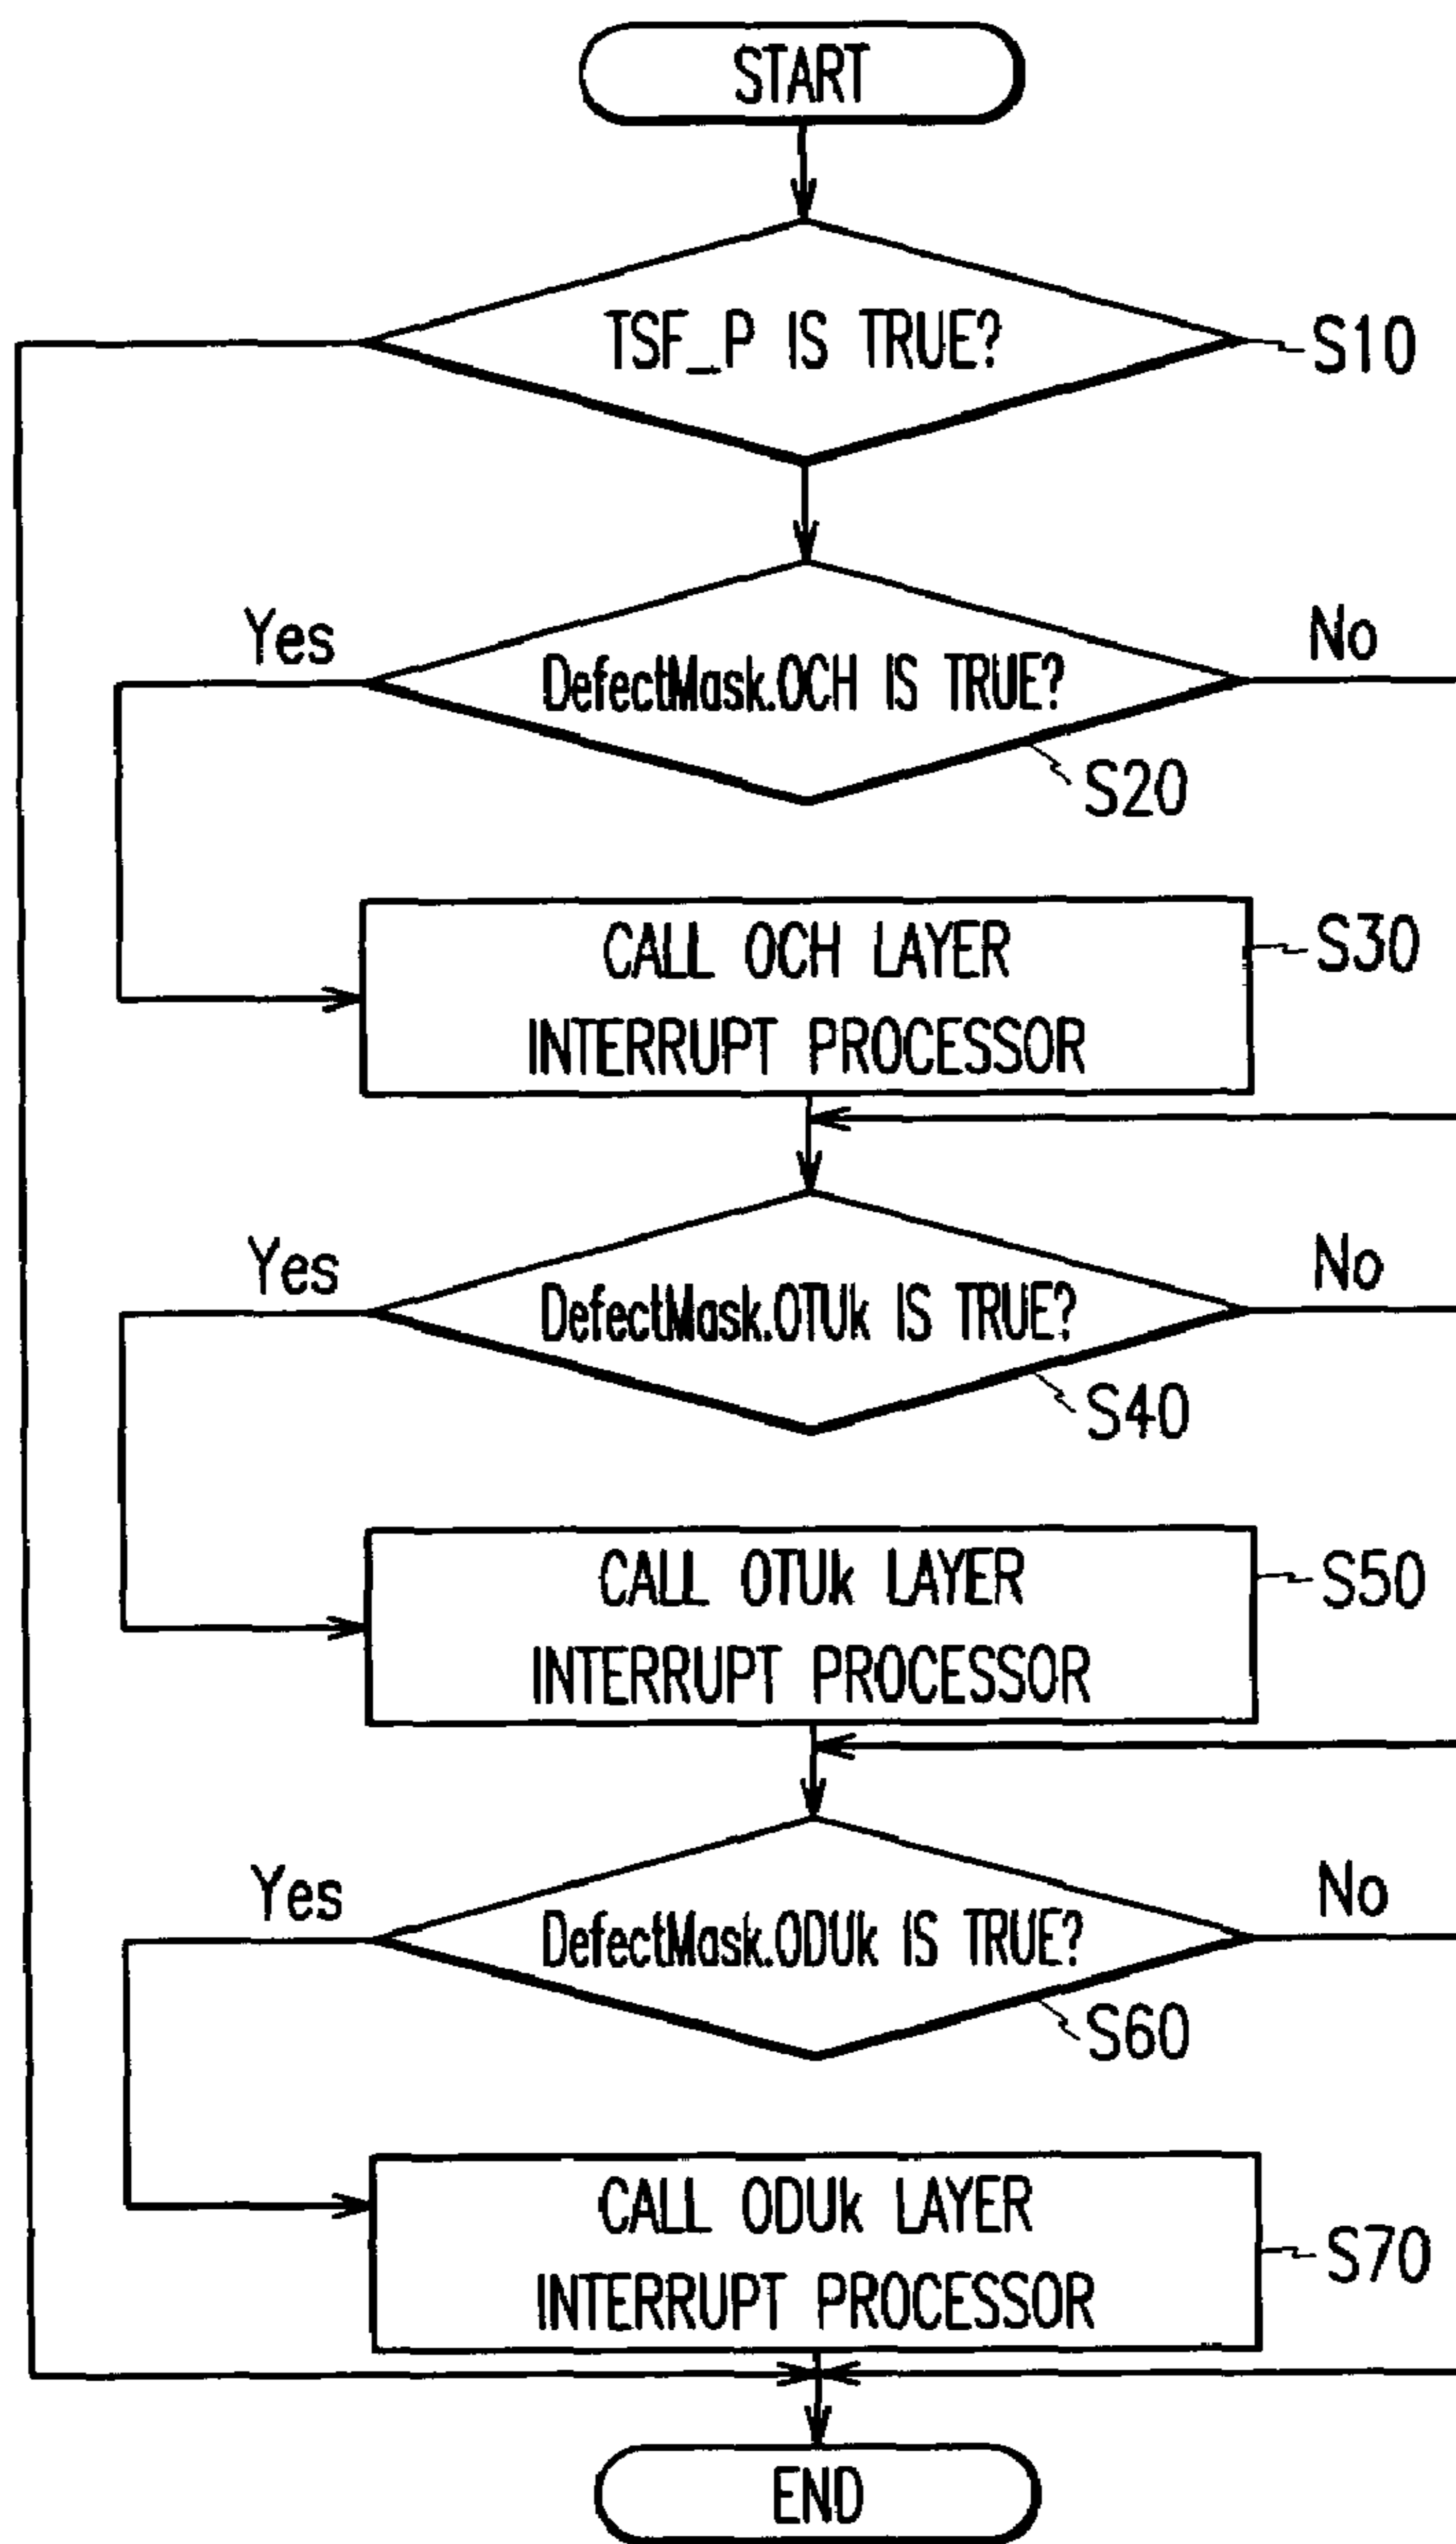 START
TSF_P IS TRUE?
S10
Yes
No
DefectMask.OCH IS TRUE?
S20
CALL OCH LAYER
INTERRUPT PROCESSOR
S30
Yes
No
DefectMask.OTUk IS TRUE?
S40
CALL OTUk LAYER
INTERRUPT PROCESSOR
S50
Yes
No
DefectMask.ODUk IS TRUE?
S60
CALL ODUk LAYER
INTERRUPT PROCESSOR
S70
END